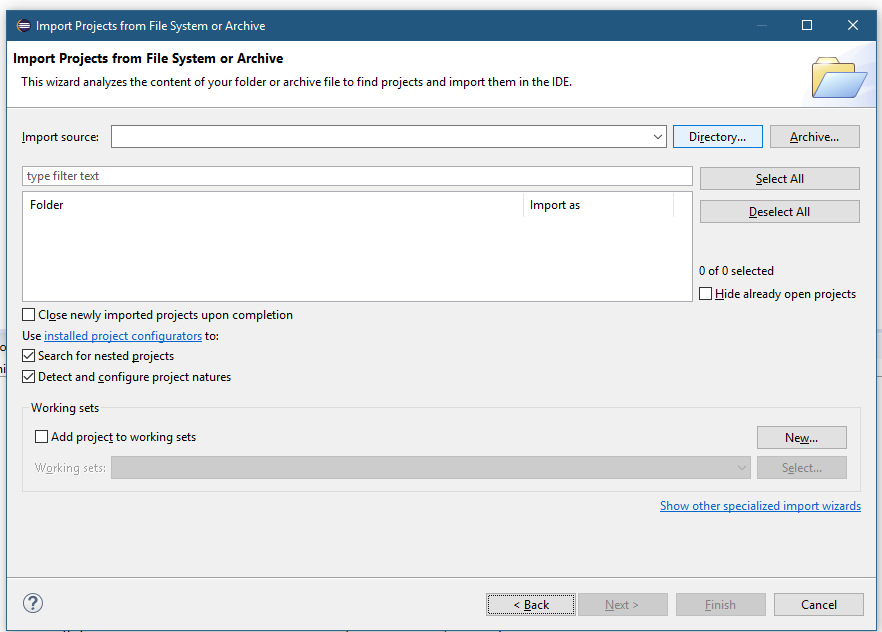 Import Projects from File System or Archive
Import Projects from File System or Archive
This wizard analyzes the content of your folder or archive file to find projects and import them in the IDE.
Import source: Directory... Archive...
type filter text
Select All
Folder Import as
Deselect All
0 of 0 selected
Hide already open projects
Close newly imported projects upon completion
Use installed project configurators to:
Search for nested projects
Detect and configure project natures
Working sets
Add project to working sets New...
Working sets: Select...
Show other specialized import wizards
? < Back Next > Finish Cancel